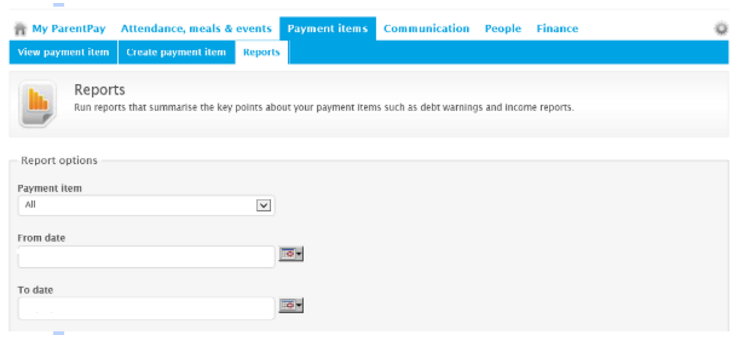 My ParentPay Attendance, meals & events Payment items Communication People Finance
View payment item Create payment item Reports
Reports
Run reports that summarise the key points about your payment items such as debt warnings and income reports.
Report options
Payment item
All
From date
To date